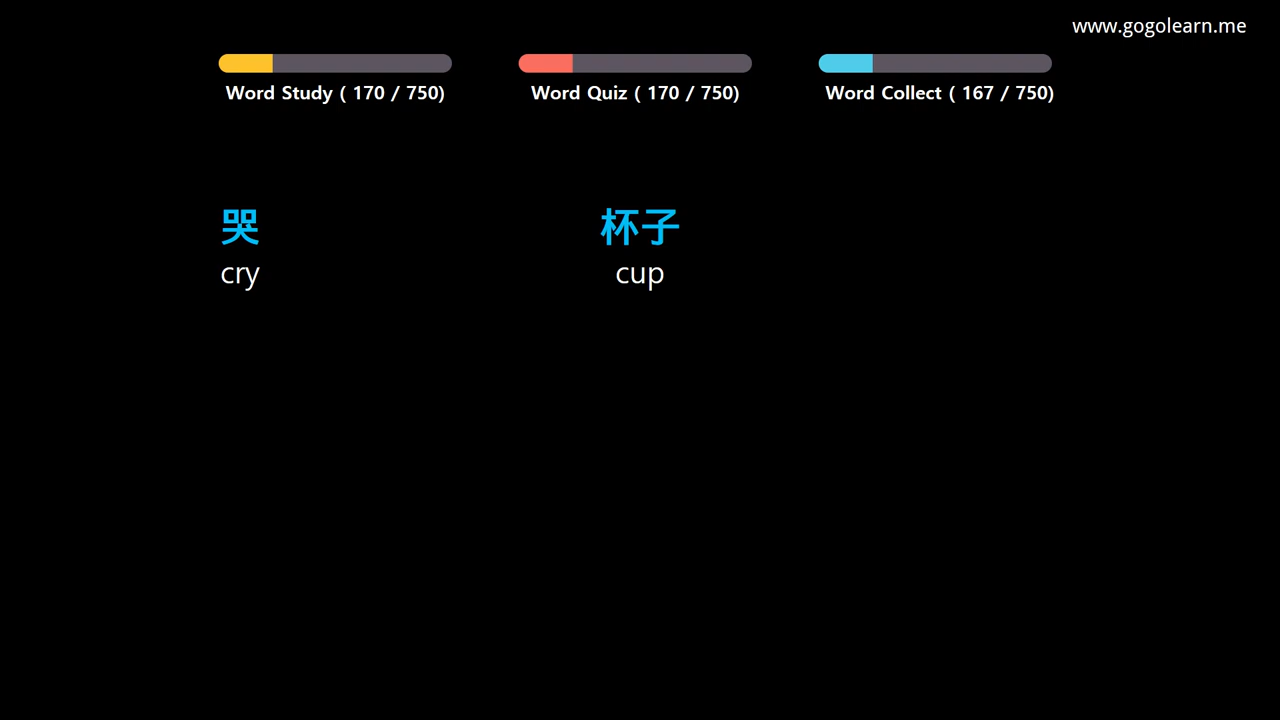 www.gogolearn.me
Word Study ( 170 / 750)
Word Quiz ( 170 / 750)
Word Collect ( 167 / 750)
哭
cry
杯子
cup